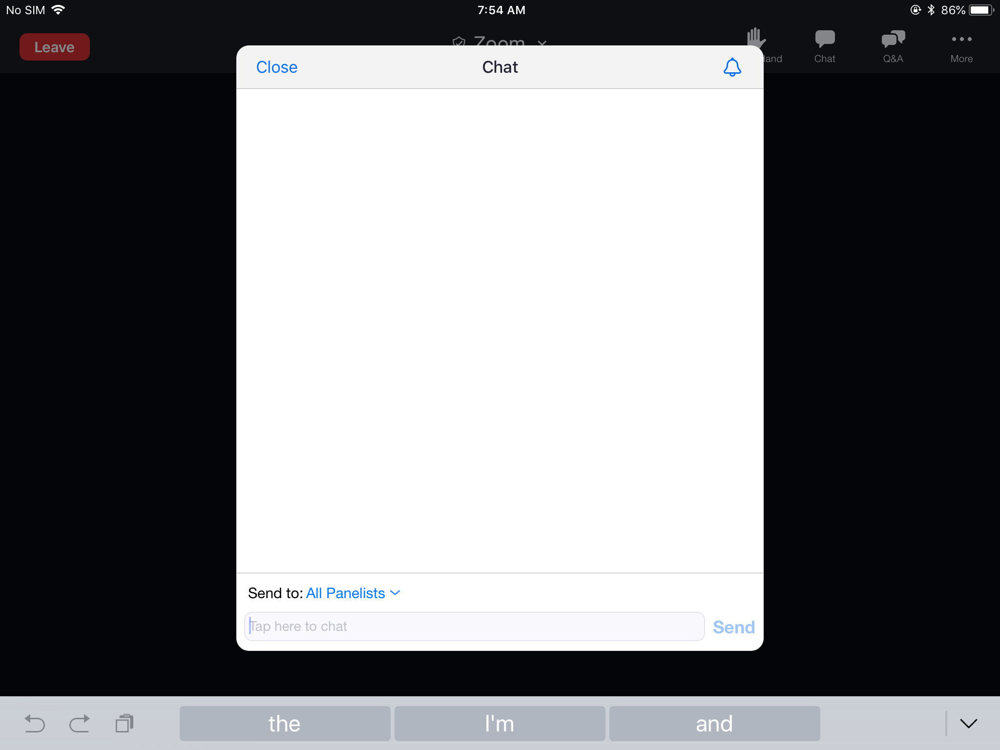 No SIM
7:54 AM
86%
Leave
Zoom
Hand
Chat
Q&A
More
Close
Chat
Send to: All Panelists
Tap here to chat
Send
the
I'm
and